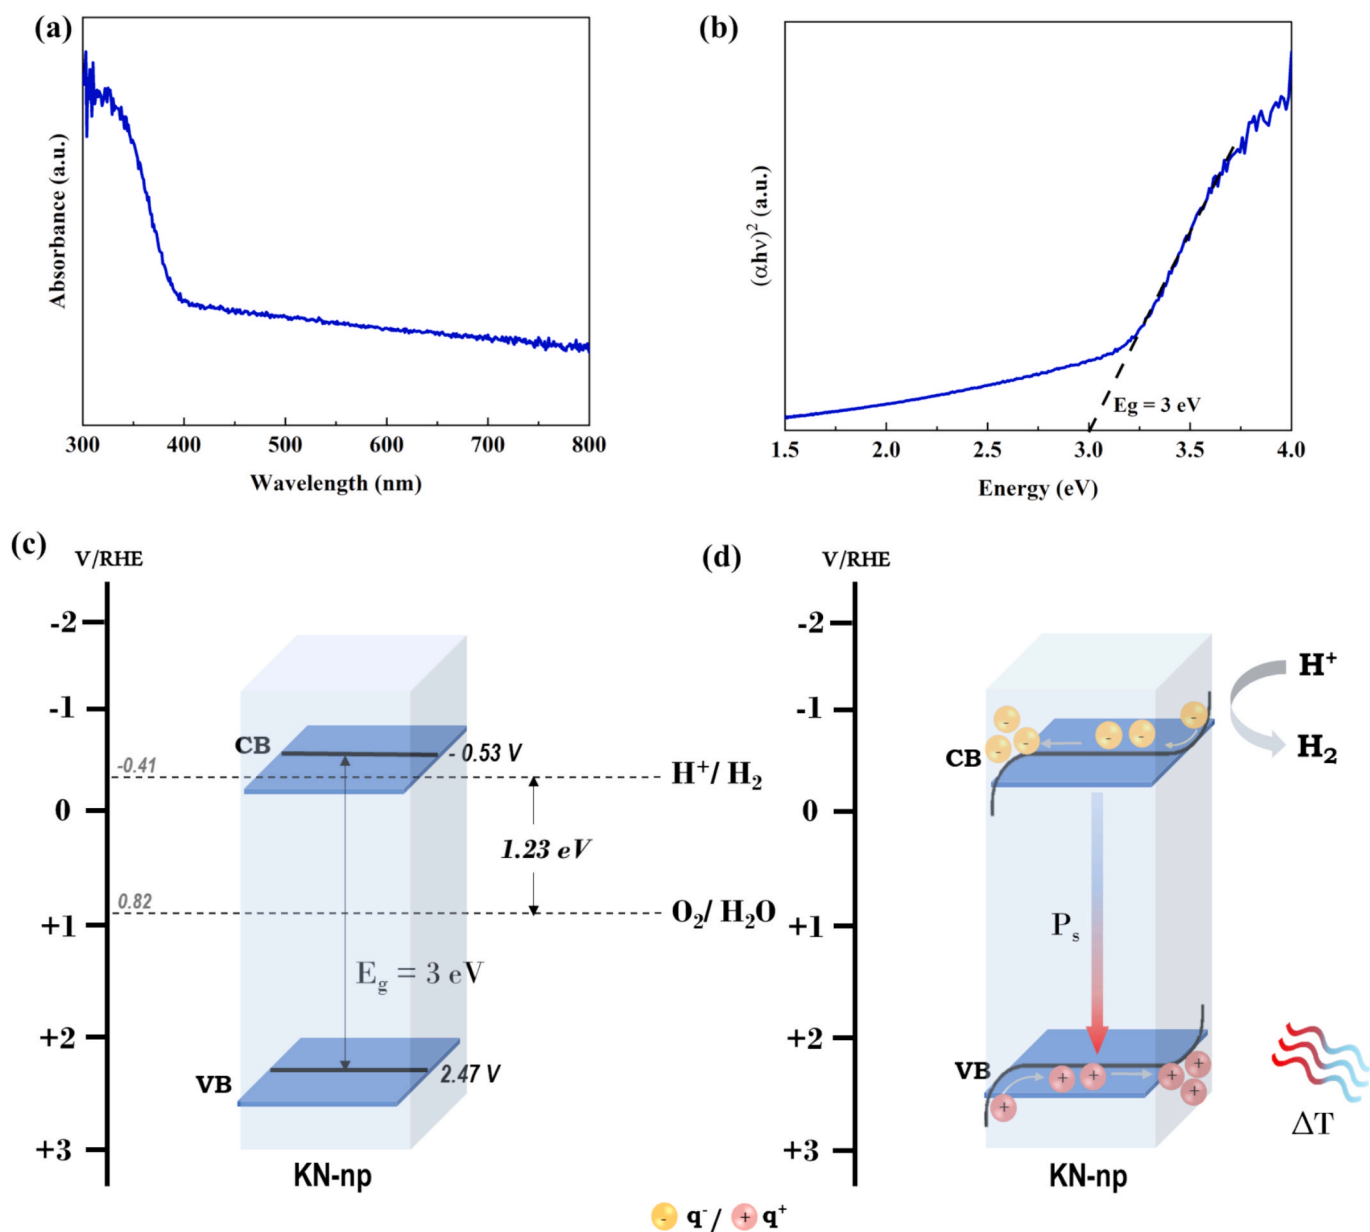 (a)
Absorbance (a.u.)
300 400 500 600 700 800
Wavelength (nm)
(b)
(αhν)² (a.u.)
Eg = 3 eV
1.5 2.0 2.5 3.0 3.5 4.0
Energy (eV)
(c)
V/RHE
-2
-1
0
+1
+2
+3
CB
- 0.53 V
-0.41
H⁺/ H₂
1.23 eV
0.82
O₂/ H₂O
E_g = 3 eV
VB
2.47 V
KN-np
(d)
V/RHE
-2
-1
0
+1
+2
+3
H⁺
H₂
CB
- - - - - -
P_s
VB
+ + + + + +
ΔT
KN-np
- q⁻/ + q⁺